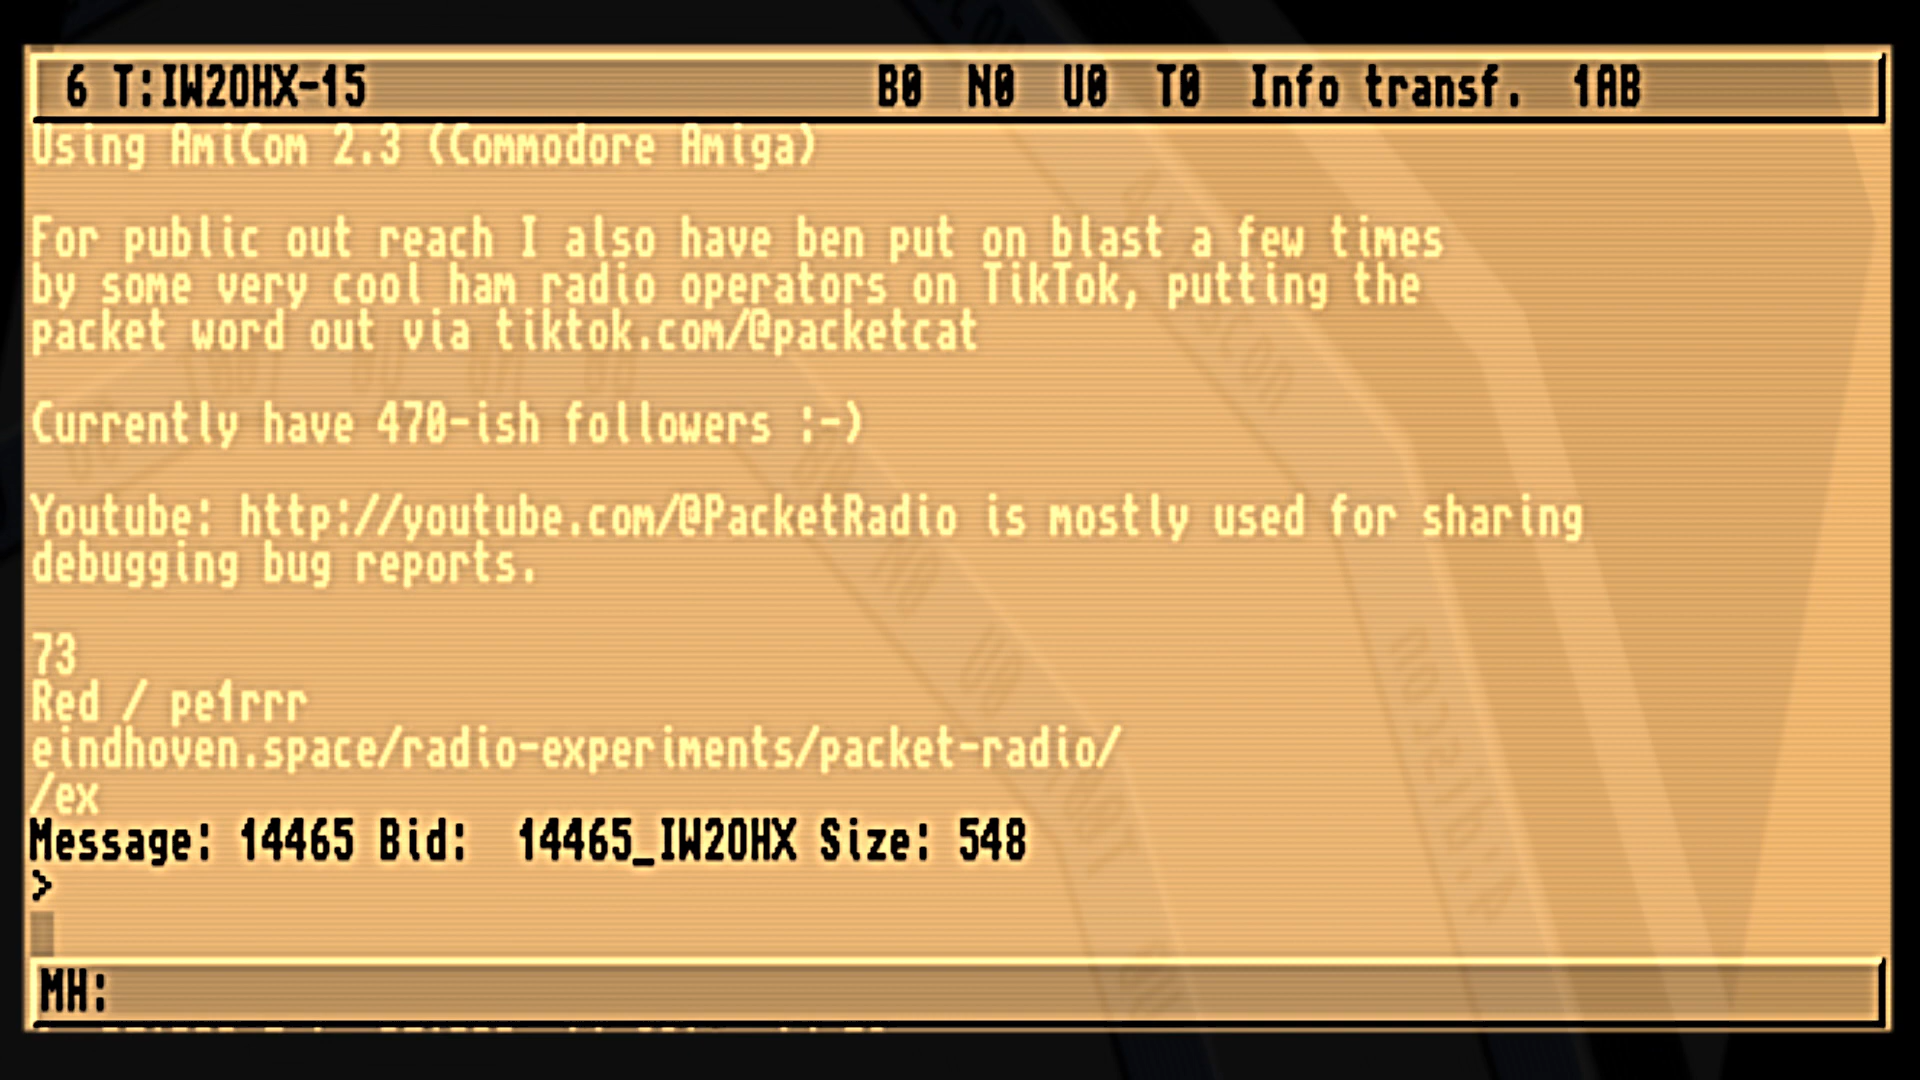 6 T:IW2OHX-15 B0 N0 U0 T0 Info transf. 1AB
Using AmiCom 2.3 (Commodore Amiga)
For public out reach I also have ben put on blast a few times
by some very cool ham radio operators on TikTok, putting the
packet word out via tiktok.com/@packetcat
Currently have 470-ish followers :-)
Youtube: http://youtube.com/@PacketRadio is mostly used for sharing
debugging bug reports.
73
Red / pe1rrr
eindhoven.space/radio-experiments/packet-radio/
/ex
Message: 14465 Bid:  14465_IW2OHX Size: 548
>
MH: